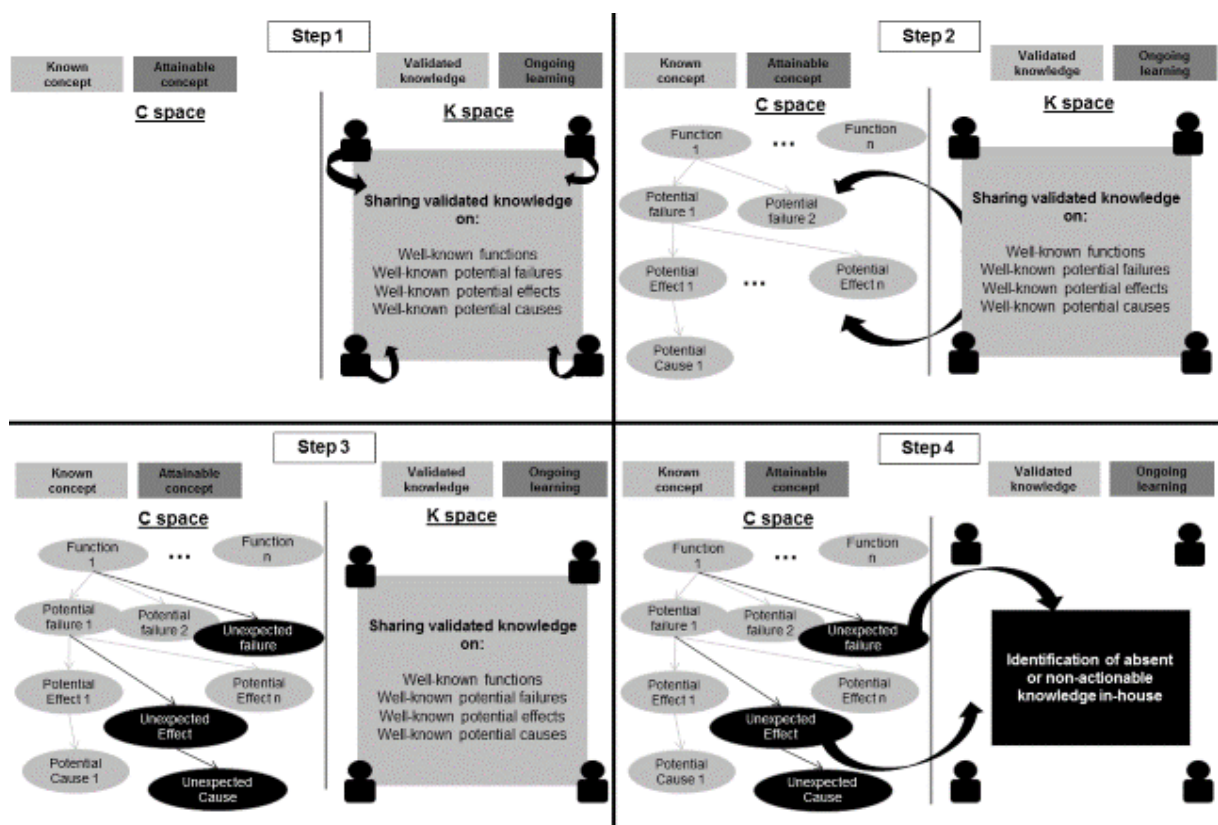 Step 1
Known
concept
Attainable
concept
Validated
knowledge
Ongoing
learning
C space
K space
Sharing validated knowledge
on:
Well-known functions
Well-known potential failures
Well-known potential effects
Well-known potential causes
Step 2
Known
concept
Attainable
concept
Validated
knowledge
Ongoing
learning
C space
K space
Function
1
...
Function
n
Potential
failure 1
Potential
failure 2
Potential
Effect 1
...
Potential
Effect n
Potential
Cause 1
Sharing validated knowledge
on:
Well-known functions
Well-known potential failures
Well-known potential effects
Well-known potential causes
Step 3
Known
concept
Attainable
concept
Validated
knowledge
Ongoing
learning
C space
K space
Function
1
...
Function
n
Potential
failure 1
Potential
failure 2
Unexpected
failure
Potential
Effect 1
Potential
Effect n
Unexpected
Effect
Potential
Cause 1
Unexpected
Cause
Sharing validated knowledge
on:
Well-known functions
Well-known potential failures
Well-known potential effects
Well-known potential causes
Step 4
Known
concept
Attainable
concept
Validated
knowledge
Ongoing
learning
C space
Function
1
...
Function
n
Potential
failure 1
Potential
failure 2
Unexpected
failure
Potential
Effect 1
Potential
Effect n
Unexpected
Effect
Potential
Cause 1
Unexpected
Cause
Identification of absent
or non-actionable
knowledge in-house